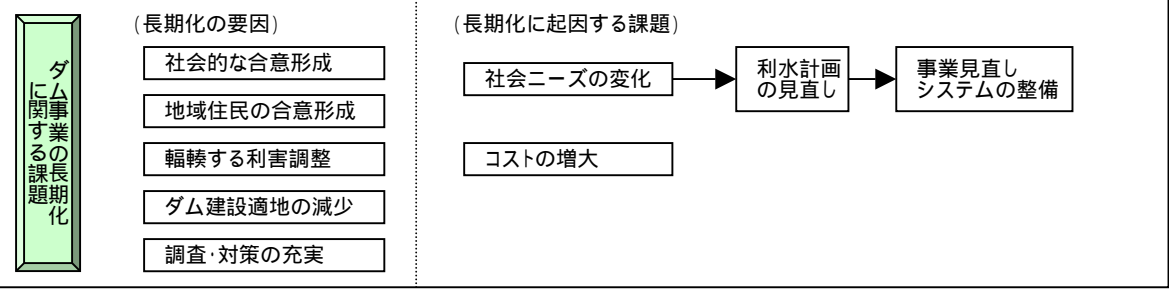 ダム事業の長期化
に関する課題
(長期化の要因)
社会的な合意形成
地域住民の合意形成
輻輳する利害調整
ダム建設適地の減少
調査・対策の充実
(長期化に起因する課題)
社会ニーズの変化
利水計画
の見直し
事業見直し
システムの整備
コストの増大